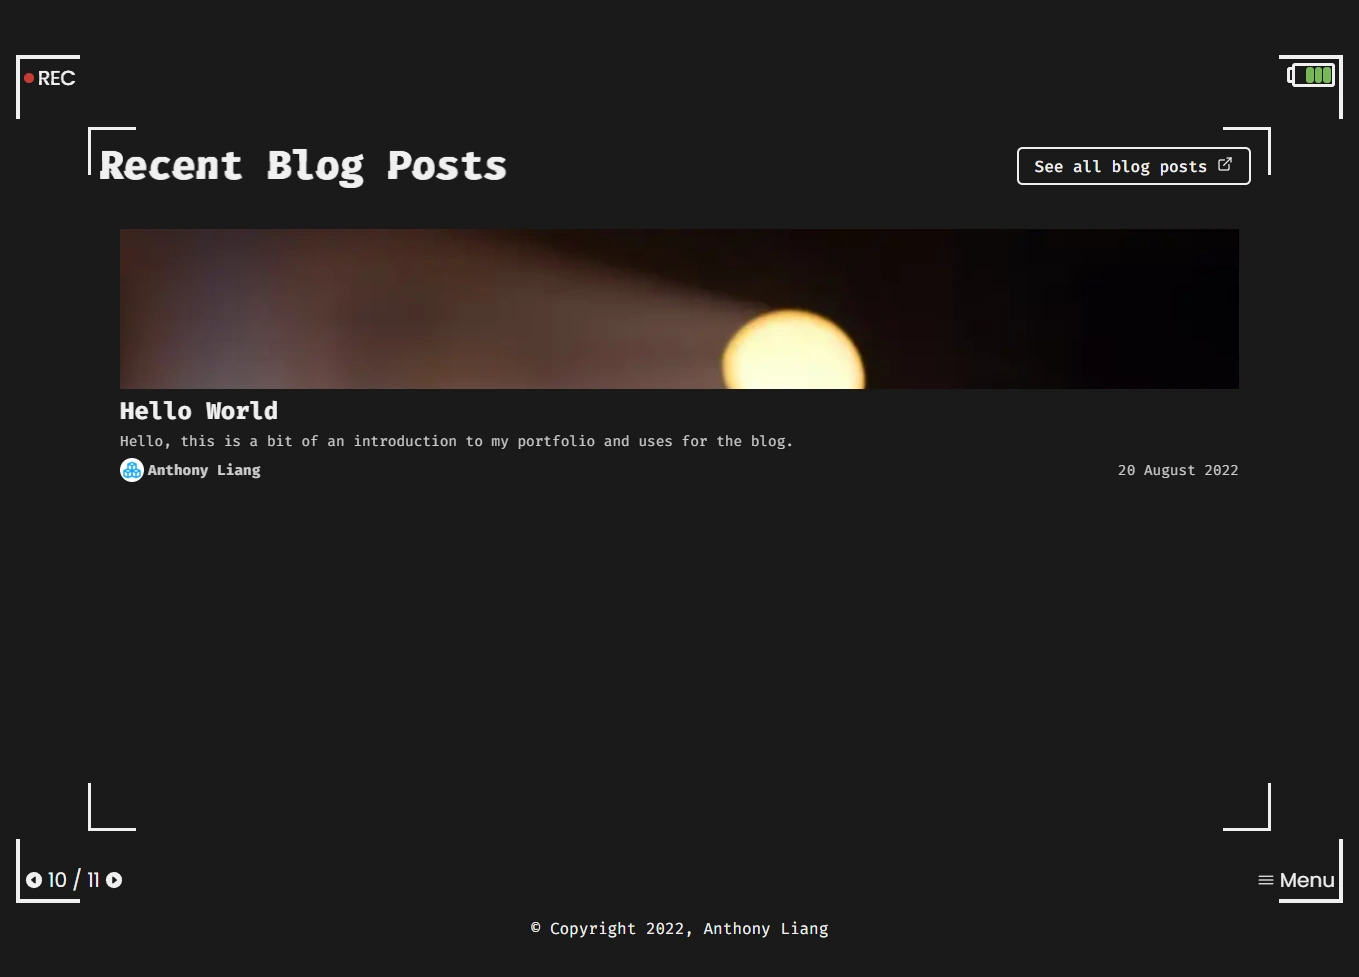 REC
Recent Blog Posts
See all blog posts
Hello World
Hello, this is a bit of an introduction to my portfolio and uses for the blog.
Anthony Liang
20 August 2022
10 / 11
Menu
© Copyright 2022, Anthony Liang